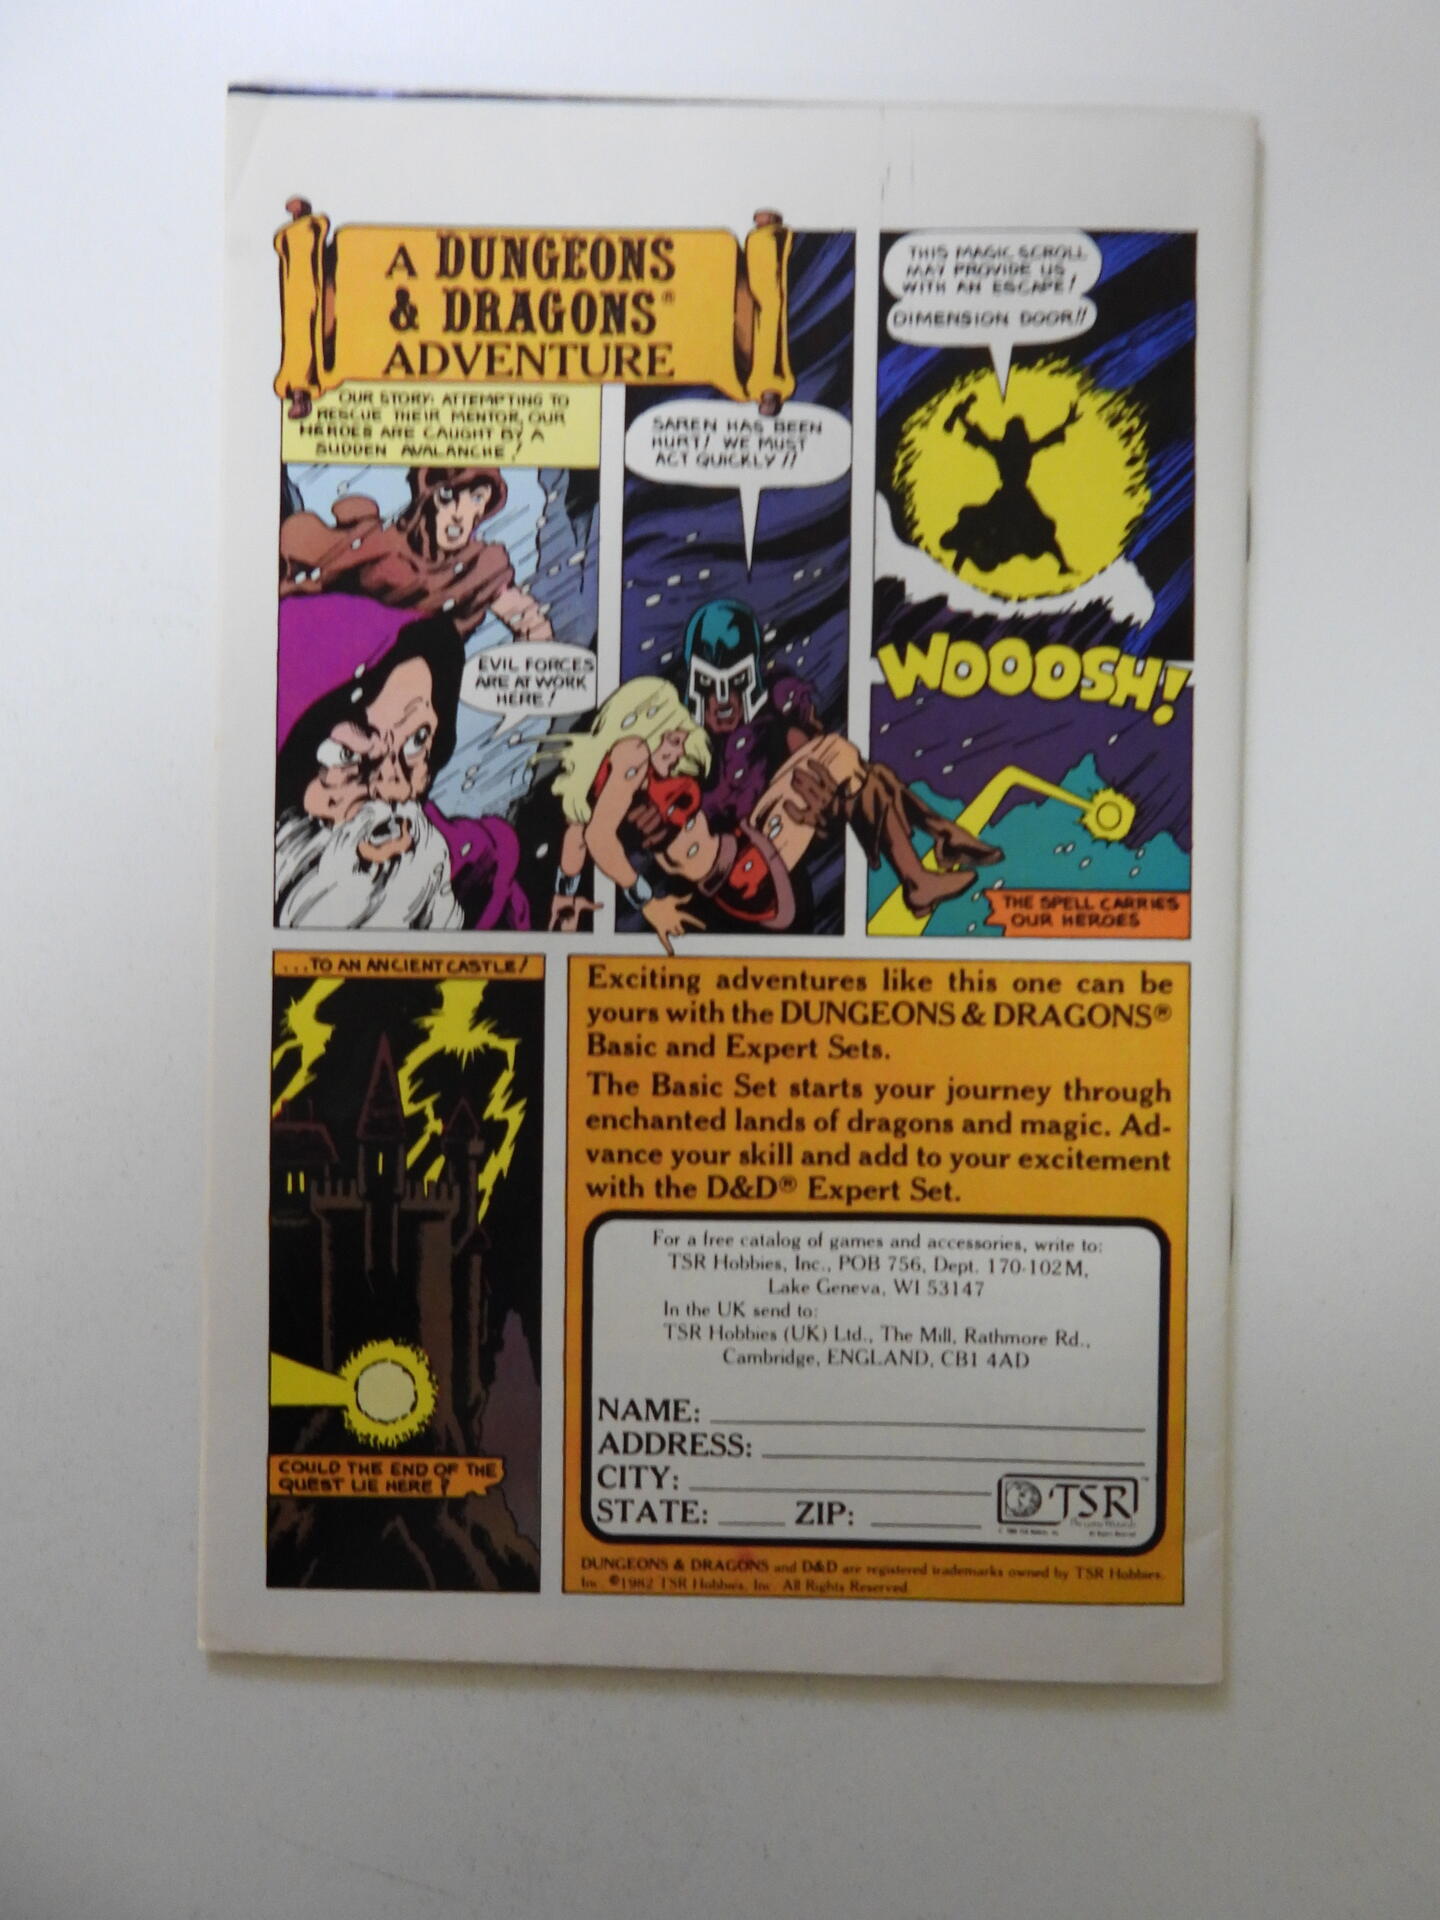 A DUNGEONS
& DRAGONS®
ADVENTURE
OUR STORY: ATTEMPTING TO
RESCUE THEIR MENTOR, OUR
HEROES ARE CAUGHT BY A
SUDDEN AVALANCHE!
EVIL FORCES
ARE AT WORK
HERE!
SAREN HAS BEEN
HURT! WE MUST
ACT QUICKLY!!
THIS MAGIC SCROLL
MAY PROVIDE US
WITH AN ESCAPE!
DIMENSION DOOR!!
WOOOSH!
THE SPELL CARRIES
OUR HEROES
...TO AN ANCIENT CASTLE!
COULD THE END OF THE
QUEST LIE HERE?
Exciting adventures like this one can be
yours with the DUNGEONS & DRAGONS®
Basic and Expert Sets.
The Basic Set starts your journey through
enchanted lands of dragons and magic. Ad-
vance your skill and add to your excitement
with the D&D® Expert Set.
For a free catalog of games and accessories, write to:
TSR Hobbies, Inc., POB 756, Dept. 170-102M,
Lake Geneva, WI 53147
In the UK send to:
TSR Hobbies (UK) Ltd., The Mill, Rathmore Rd.,
Cambridge, ENGLAND, CB1 4AD
NAME:
ADDRESS:
CITY:
STATE: ZIP:
TSR
DUNGEONS & DRAGONS and D&D are registered trademarks owned by TSR Hobbies,
Inc. ©1982 TSR Hobbies, Inc. All Rights Reserved.